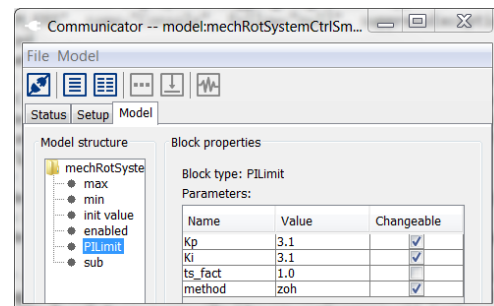 Communicator -- model:mechRotSystemCtrlSm...
File Model
Status Setup Model
Model structure
mechRotSyste
max
min
init value
enabled
PILimit
sub
Block properties
Block type: PILimit
Parameters:
Name Value Changeable
Kp 3.1
Ki 3.1
ts_fact 1.0
method zoh